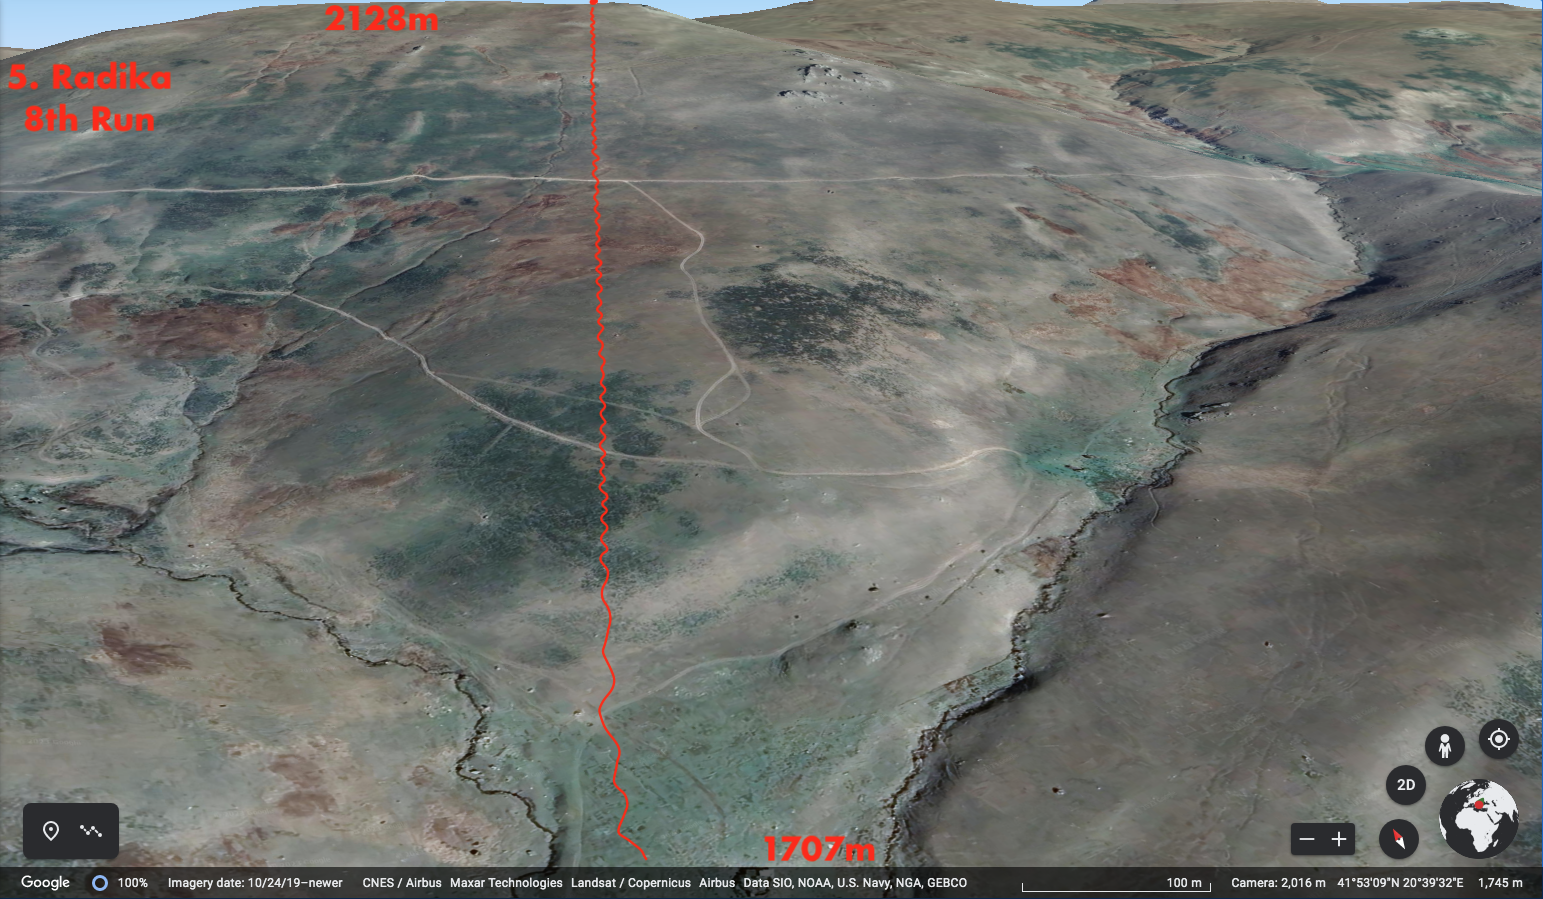 2128m
5. Radika
8th Run
1707m
2D
Google
100%
Imagery date: 10/24/19–newer
CNES / Airbus Maxar Technologies Landsat / Copernicus Airbus Data SIO, NOAA, U.S. Navy, NGA, GEBCO
100 m
Camera: 2,016 m 41°53'09"N 20°39'32"E 1,745 m